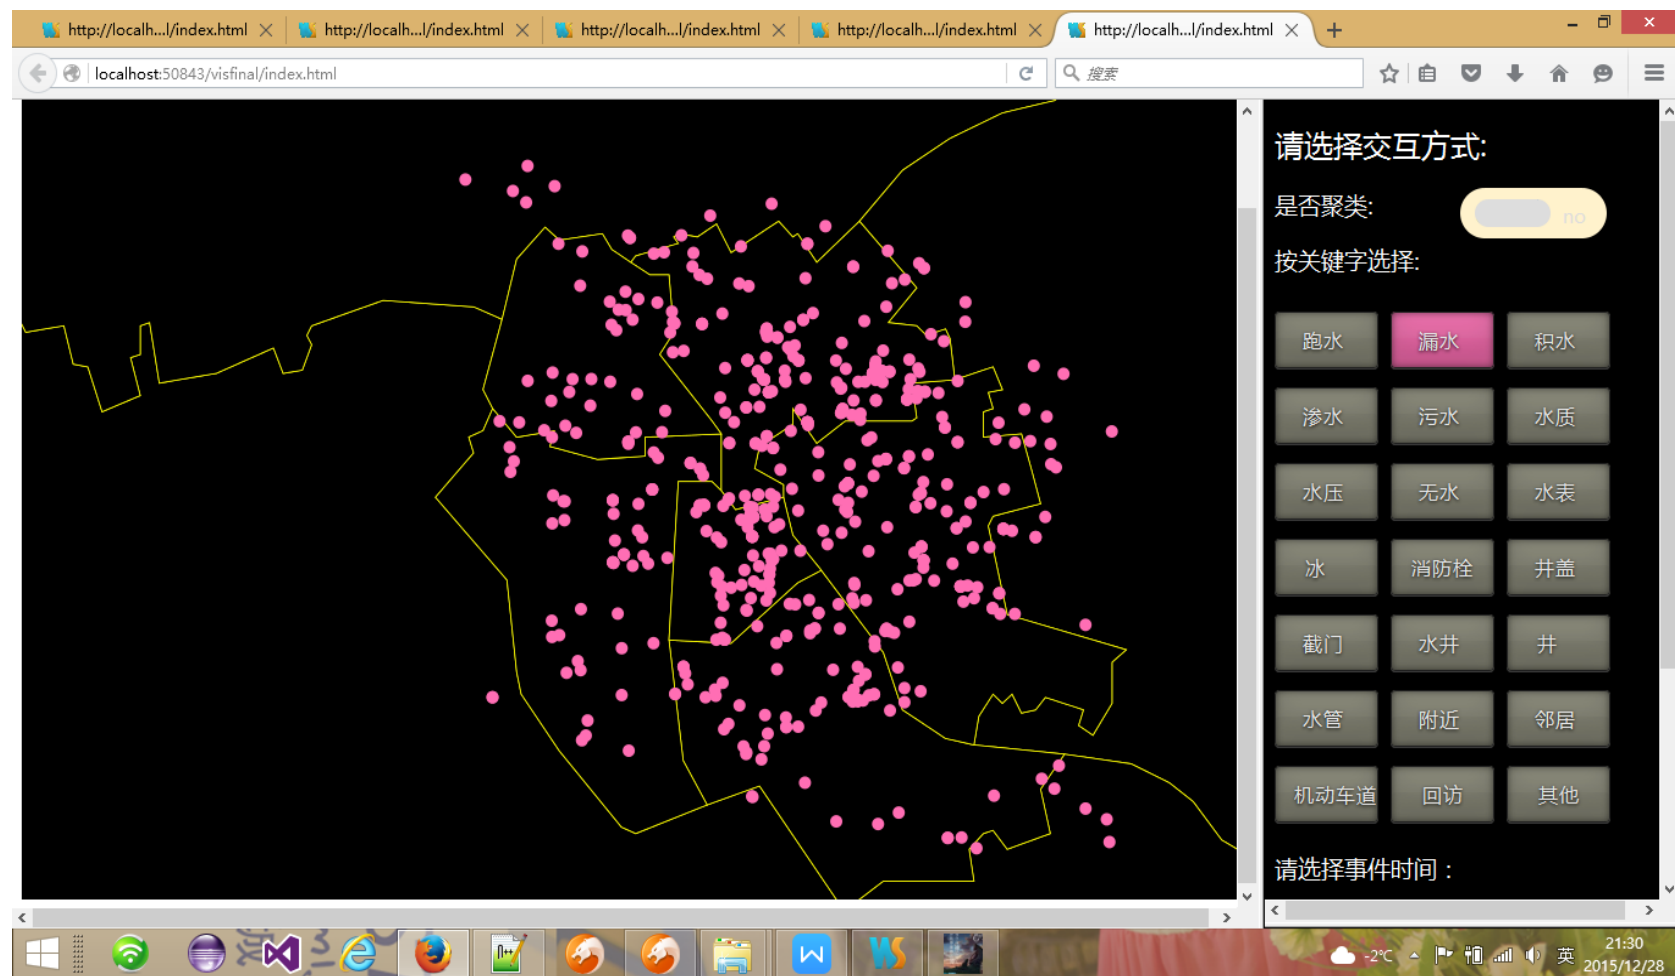 http://localh...l/index.html
http://localh...l/index.html
http://localh...l/index.html
http://localh...l/index.html
http://localh...l/index.html
localhost:50843/visfinal/index.html
搜索
请选择交互方式:
是否聚类:
no
按关键字选择:
跑水 漏水 积水
渗水 污水 水质
水压 无水 水表
冰 消防栓 井盖
截门 水井 井
水管 附近 邻居
机动车道 回访 其他
请选择事件时间：
-2℃
英
21:30
2015/12/28